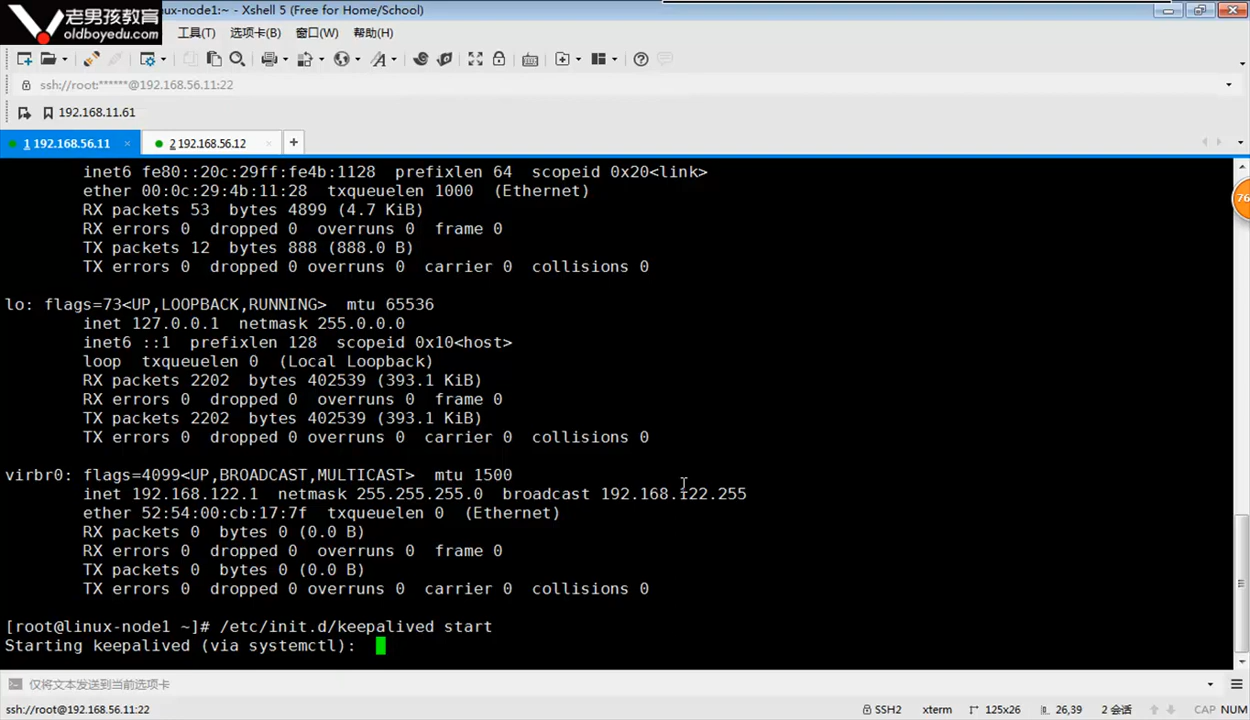 linux-node1:~ - Xshell 5 (Free for Home/School)
老男孩教育
oldboyedu.com
工具(T) 选项卡(B) 窗口(W) 帮助(H)
ssh://root:******@192.168.56.11:22
192.168.11.61
1 192.168.56.11 × 2 192.168.56.12 × +
inet6 fe80::20c:29ff:fe4b:1128 prefixlen 64 scopeid 0x20<link>
ether 00:0c:29:4b:11:28 txqueuelen 1000 (Ethernet)
RX packets 53 bytes 4899 (4.7 KiB)
RX errors 0 dropped 0 overruns 0 frame 0
TX packets 12 bytes 888 (888.0 B)
TX errors 0 dropped 0 overruns 0 carrier 0 collisions 0
lo: flags=73<UP,LOOPBACK,RUNNING> mtu 65536
inet 127.0.0.1 netmask 255.0.0.0
inet6 ::1 prefixlen 128 scopeid 0x10<host>
loop txqueuelen 0 (Local Loopback)
RX packets 2202 bytes 402539 (393.1 KiB)
RX errors 0 dropped 0 overruns 0 frame 0
TX packets 2202 bytes 402539 (393.1 KiB)
TX errors 0 dropped 0 overruns 0 carrier 0 collisions 0
virbr0: flags=4099<UP,BROADCAST,MULTICAST> mtu 1500
inet 192.168.122.1 netmask 255.255.255.0 broadcast 192.168.122.255
ether 52:54:00:cb:17:7f txqueuelen 0 (Ethernet)
RX packets 0 bytes 0 (0.0 B)
RX errors 0 dropped 0 overruns 0 frame 0
TX packets 0 bytes 0 (0.0 B)
TX errors 0 dropped 0 overruns 0 carrier 0 collisions 0
[root@linux-node1 ~]# /etc/init.d/keepalived start
Starting keepalived (via systemctl):
仅将文本发送到当前选项卡
ssh://root@192.168.56.11:22 SSH2 xterm 125x26 26,39 2 会话 CAP NUM
76